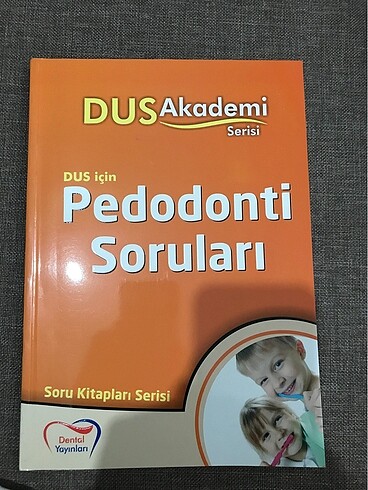 DUS Akademi
Serisi
DUS için
Pedodonti
Soruları
Soru Kitapları Serisi
Dental
Yayınları